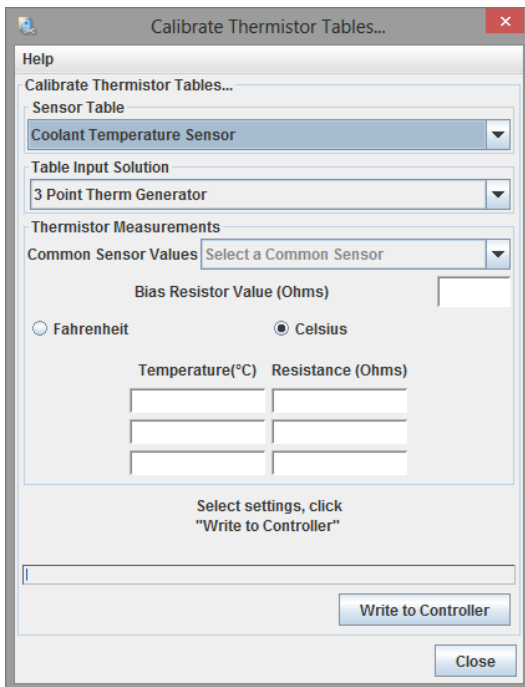 Calibrate Thermistor Tables...
Help
Calibrate Thermistor Tables...
Sensor Table
Coolant Temperature Sensor
Table Input Solution
3 Point Therm Generator
Thermistor Measurements
Common Sensor Values Select a Common Sensor
Bias Resistor Value (Ohms)
Fahrenheit Celsius
Temperature(°C) Resistance (Ohms)
Select settings, click
"Write to Controller"
Write to Controller
Close